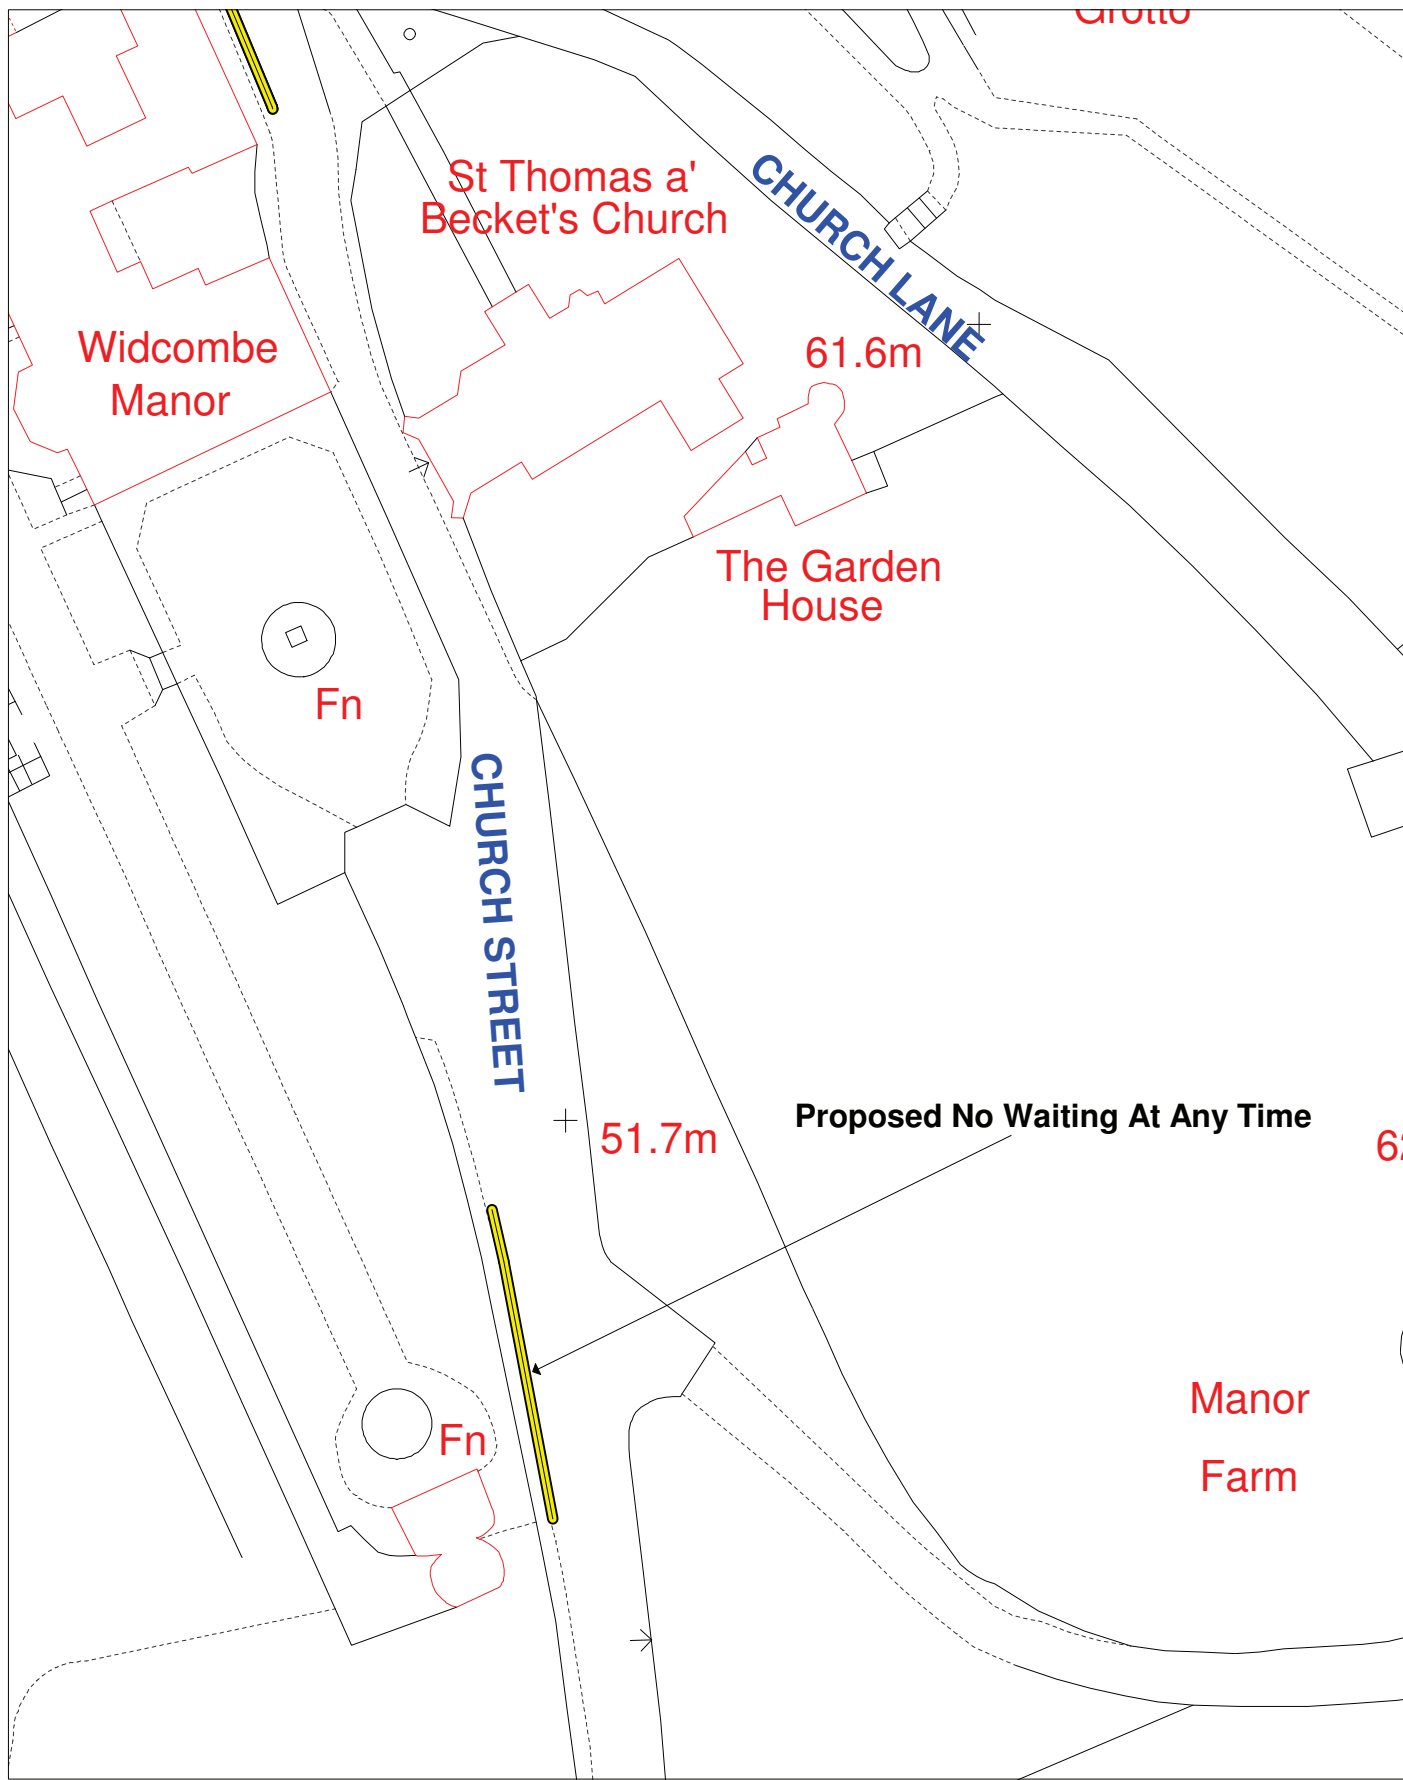 Grotto
St Thomas a'
Becket's Church
CHURCH LANE
Widcombe
Manor
61.6m
The Garden
House
Fn
CHURCH STREET
Proposed No Waiting At Any Time
51.7m
Manor
Farm
Fn